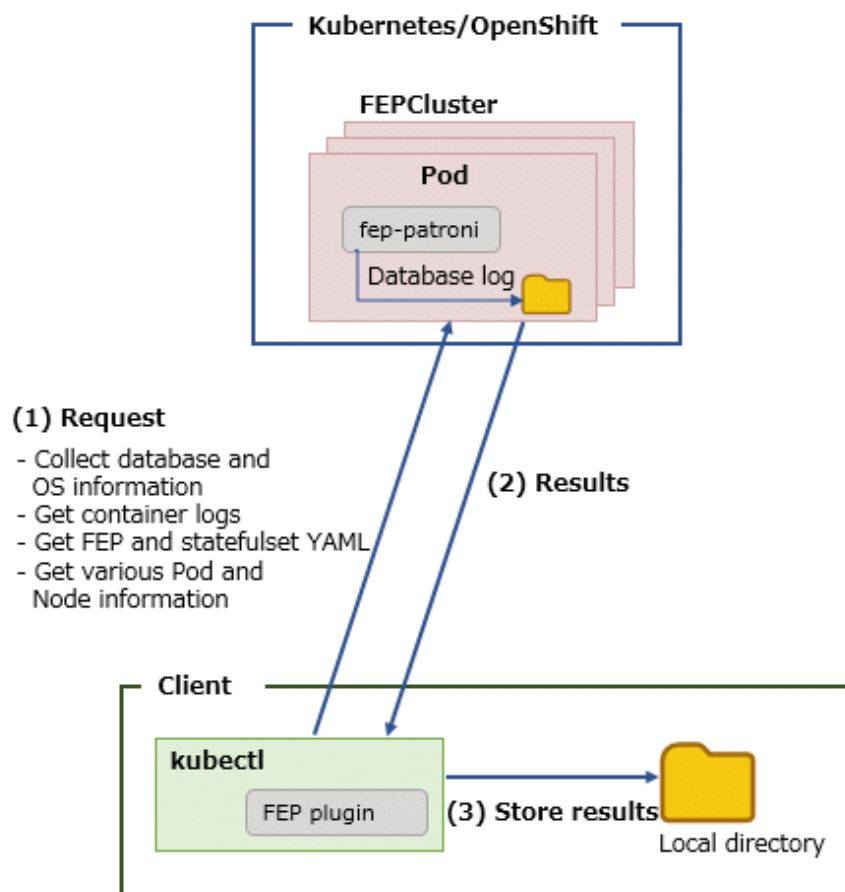 Kubernetes/OpenShift
FEPCluster
Pod
fep-patroni
Database log
(1) Request
- Collect database and
OS information
- Get container logs
- Get FEP and statefulset YAML
- Get various Pod and
Node information
(2) Results
Client
kubectl
FEP plugin
(3) Store results
Local directory